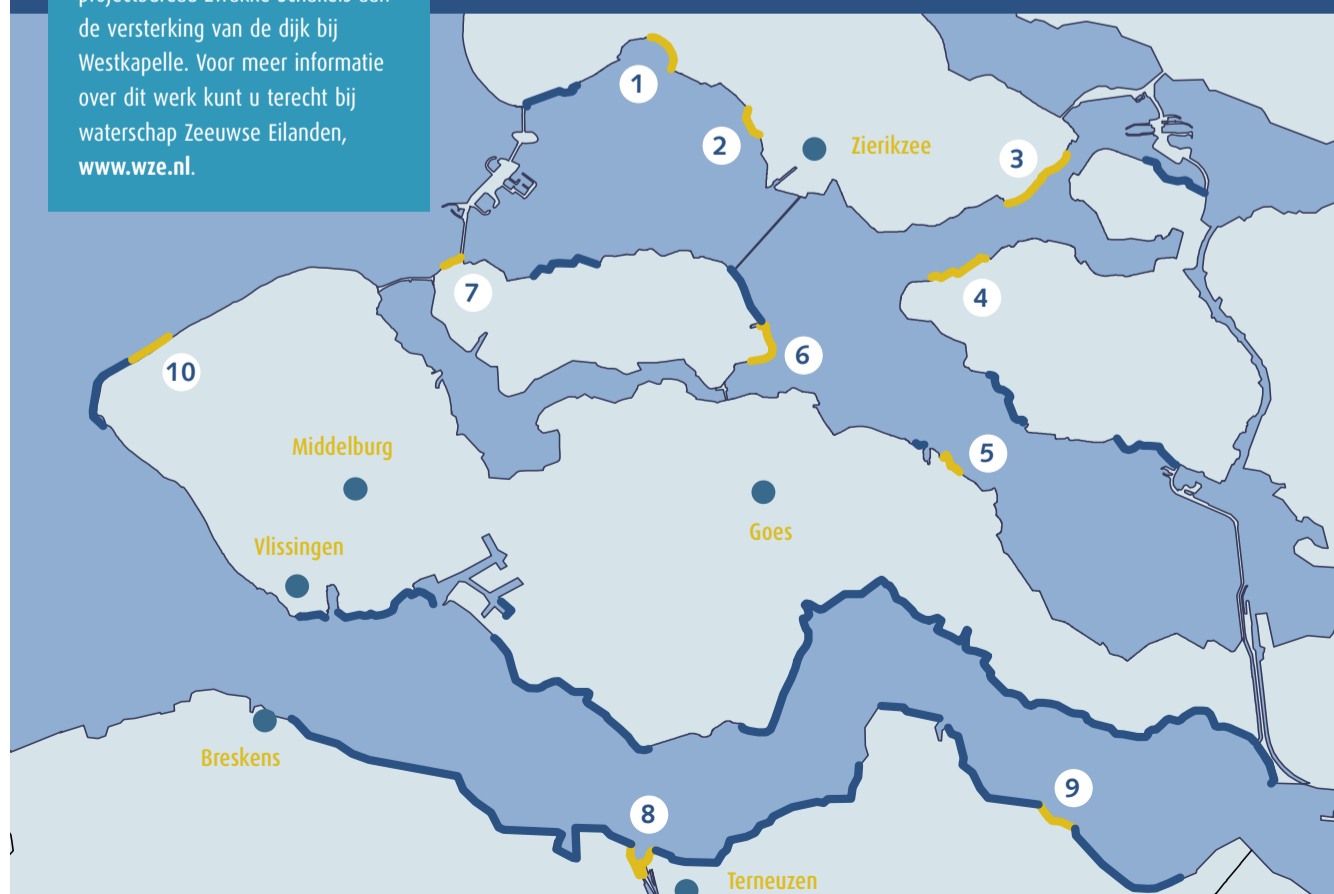 de versterking van de dijk bij
Westkapelle. Voor meer informatie
over dit werk kunt u terecht bij
waterschap Zeeuwse Eilanden,
www.wze.nl.
1
2
Zierikzee
3
7
4
6
10
Middelburg
5
Goes
Vlissingen
Breskens
8
9
Terneuzen